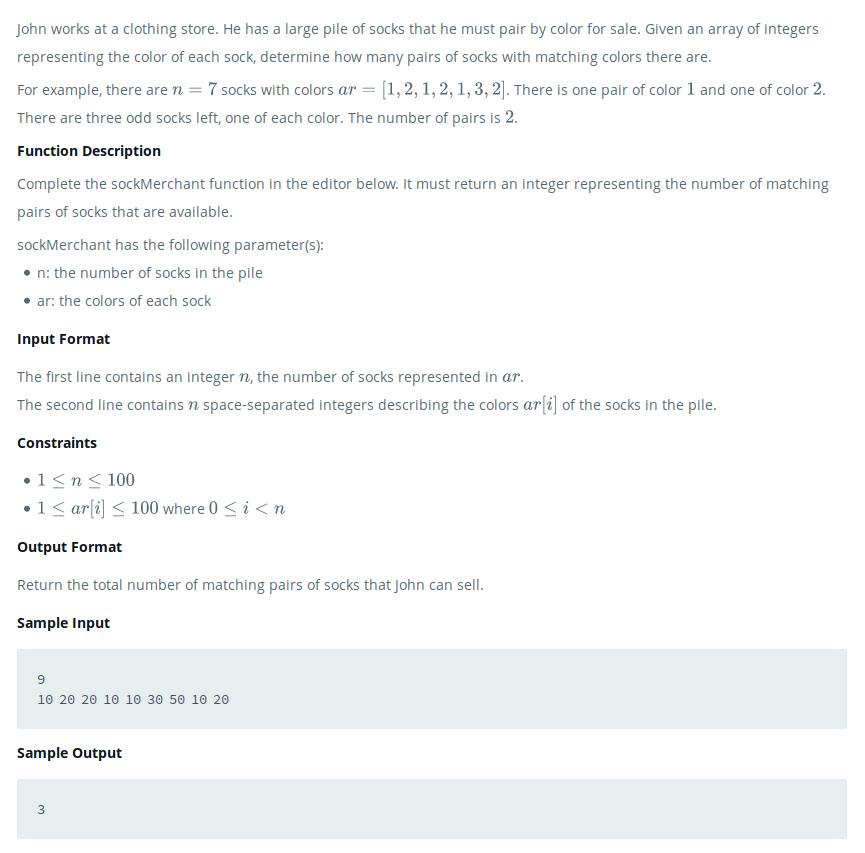 John works at a clothing store. He has a large pile of socks that he must pair by color for sale. Given an array of integers
representing the color of each sock, determine how many pairs of socks with matching colors there are.
For example, there are n = 7 socks with colors ar = [1, 2, 1, 2, 1, 3, 2]. There is one pair of color 1 and one of color 2.
There are three odd socks left, one of each color. The number of pairs is 2.
Function Description
Complete the sockMerchant function in the editor below. It must return an integer representing the number of matching
pairs of socks that are available.
sockMerchant has the following parameter(s):
• n: the number of socks in the pile
• ar: the colors of each sock
Input Format
The first line contains an integer n, the number of socks represented in ar.
The second line contains n space-separated integers describing the colors ar[i] of the socks in the pile.
Constraints
• 1 ≤ n ≤ 100
• 1 ≤ ar[i] ≤ 100 where 0 ≤ i < n
Output Format
Return the total number of matching pairs of socks that John can sell.
Sample Input
9
10 20 20 10 10 30 50 10 20
Sample Output
3